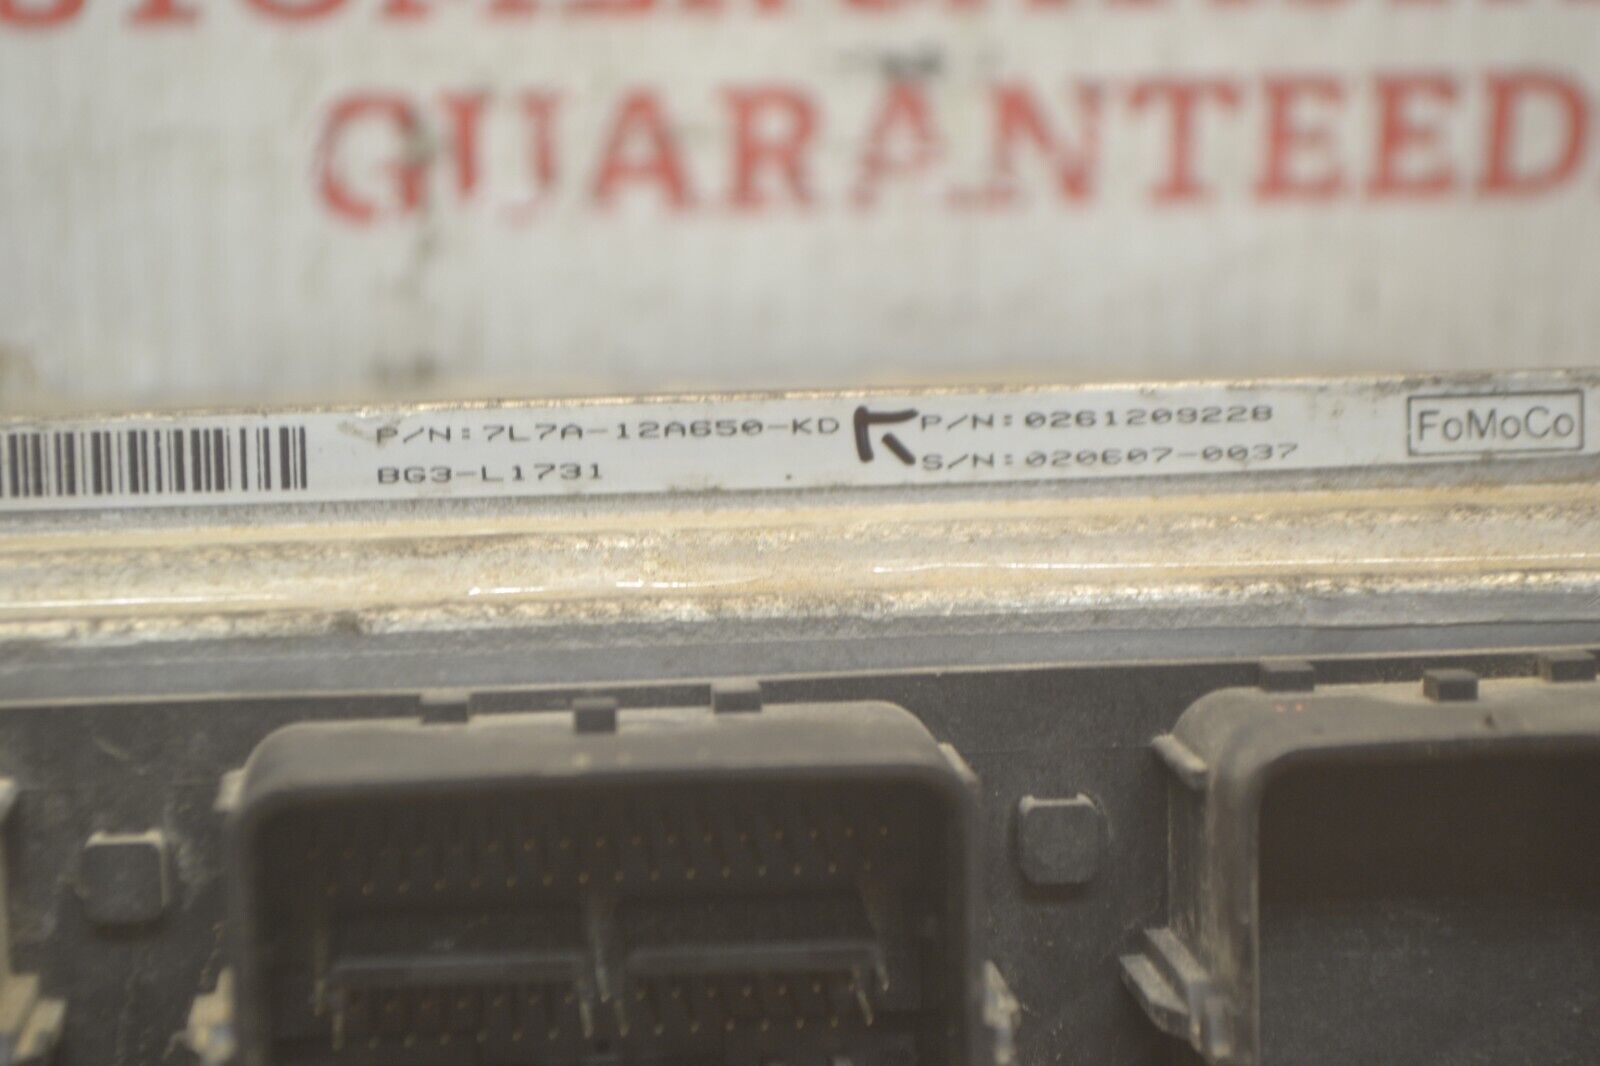 GUARANTEED
P/N:7L7A-12A650-KD
BG3-L1731
P/N:0261209228
S/N:020607-0037
FoMoCo